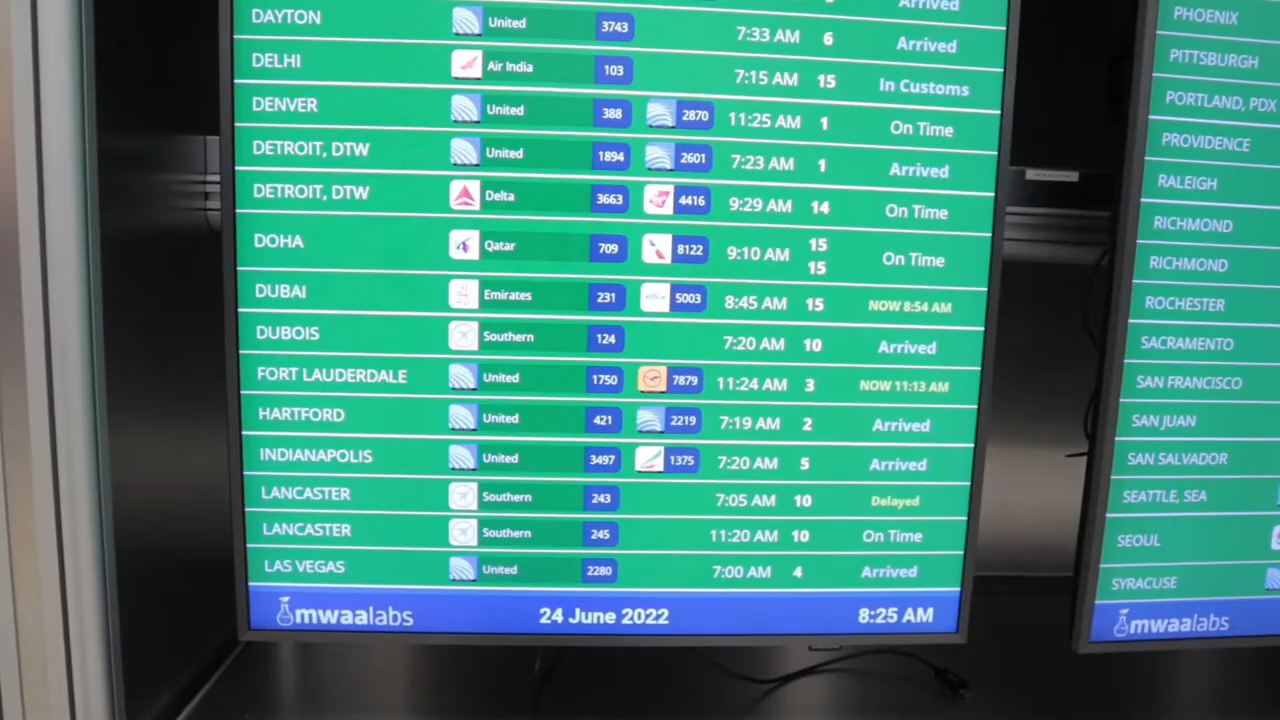 Arrived
DAYTON United 3743 7:33 AM 6 Arrived
DELHI Air India 103 7:15 AM 15 In Customs
DENVER United 388 2870 11:25 AM 1 On Time
DETROIT, DTW United 1894 2601 7:23 AM 1 Arrived
DETROIT, DTW Delta 3663 4416 9:29 AM 14 On Time
DOHA Qatar 709 8122 9:10 AM 15 15 On Time
DUBAI Emirates 231 5003 8:45 AM 15 NOW 8:54 AM
DUBOIS Southern 124 7:20 AM 10 Arrived
FORT LAUDERDALE United 1750 7879 11:24 AM 3 NOW 11:13 AM
HARTFORD United 421 2219 7:19 AM 2 Arrived
INDIANAPOLIS United 3497 1375 7:20 AM 5 Arrived
LANCASTER Southern 243 7:05 AM 10 Delayed
LANCASTER Southern 245 11:20 AM 10 On Time
LAS VEGAS United 2280 7:00 AM 4 Arrived
mwaalabs 24 June 2022 8:25 AM
PHOENIX
PITTSBURGH
PORTLAND, PDX
PROVIDENCE
RALEIGH
RICHMOND
RICHMOND
ROCHESTER
SACRAMENTO
SAN FRANCISCO
SAN JUAN
SAN SALVADOR
SEATTLE, SEA
SEOUL
SYRACUSE
mwaalabs